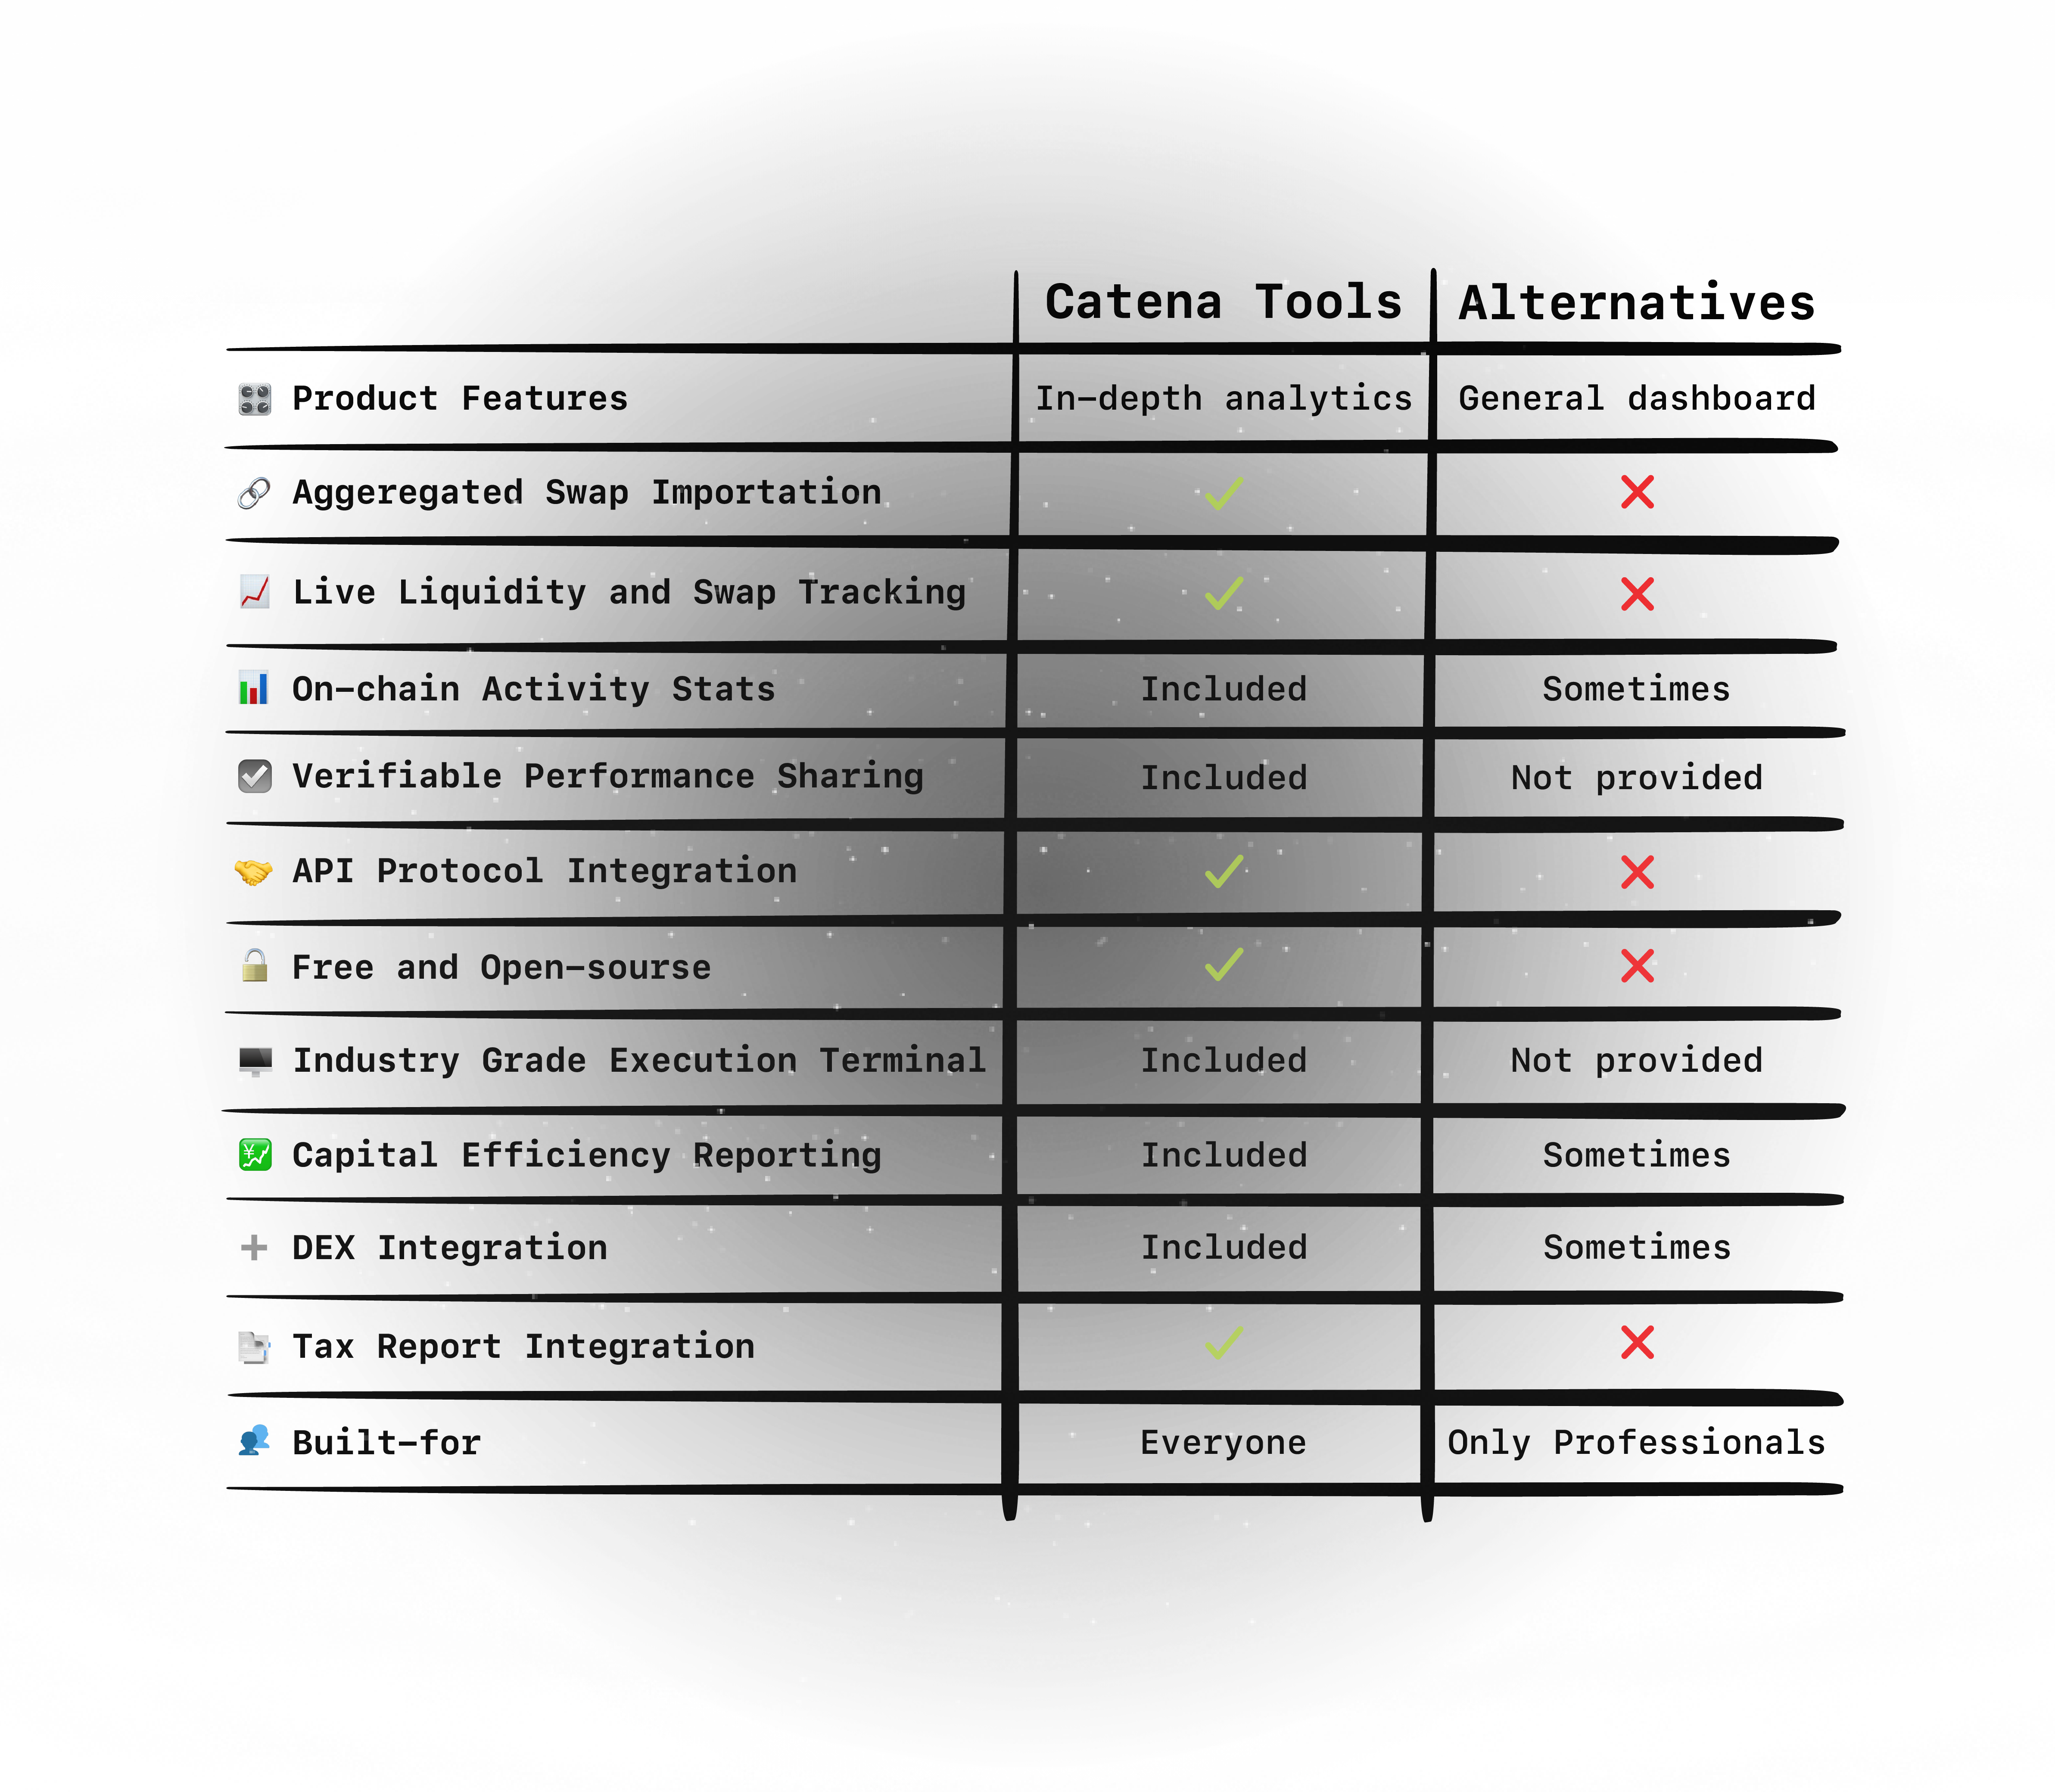 Catena Tools Alternatives
Product Features In-depth analytics General dashboard
Aggeregated Swap Importation
Live Liquidity and Swap Tracking
On-chain Activity Stats Included Sometimes
Verifiable Performance Sharing Included Not provided
API Protocol Integration
Free and Open-sourse
Industry Grade Execution Terminal Included Not provided
Capital Efficiency Reporting Included Sometimes
DEX Integration Included Sometimes
Tax Report Integration
Built-for Everyone Only Professionals